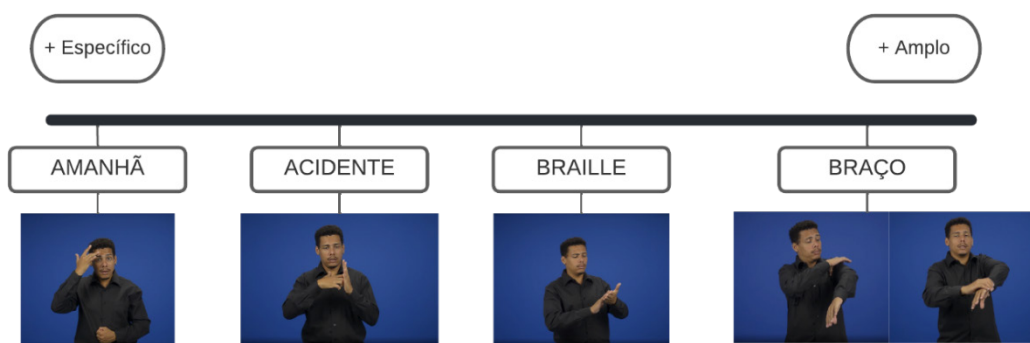 + Específico
+ Amplo
AMANHÃ
ACIDENTE
BRAILLE
BRAÇO